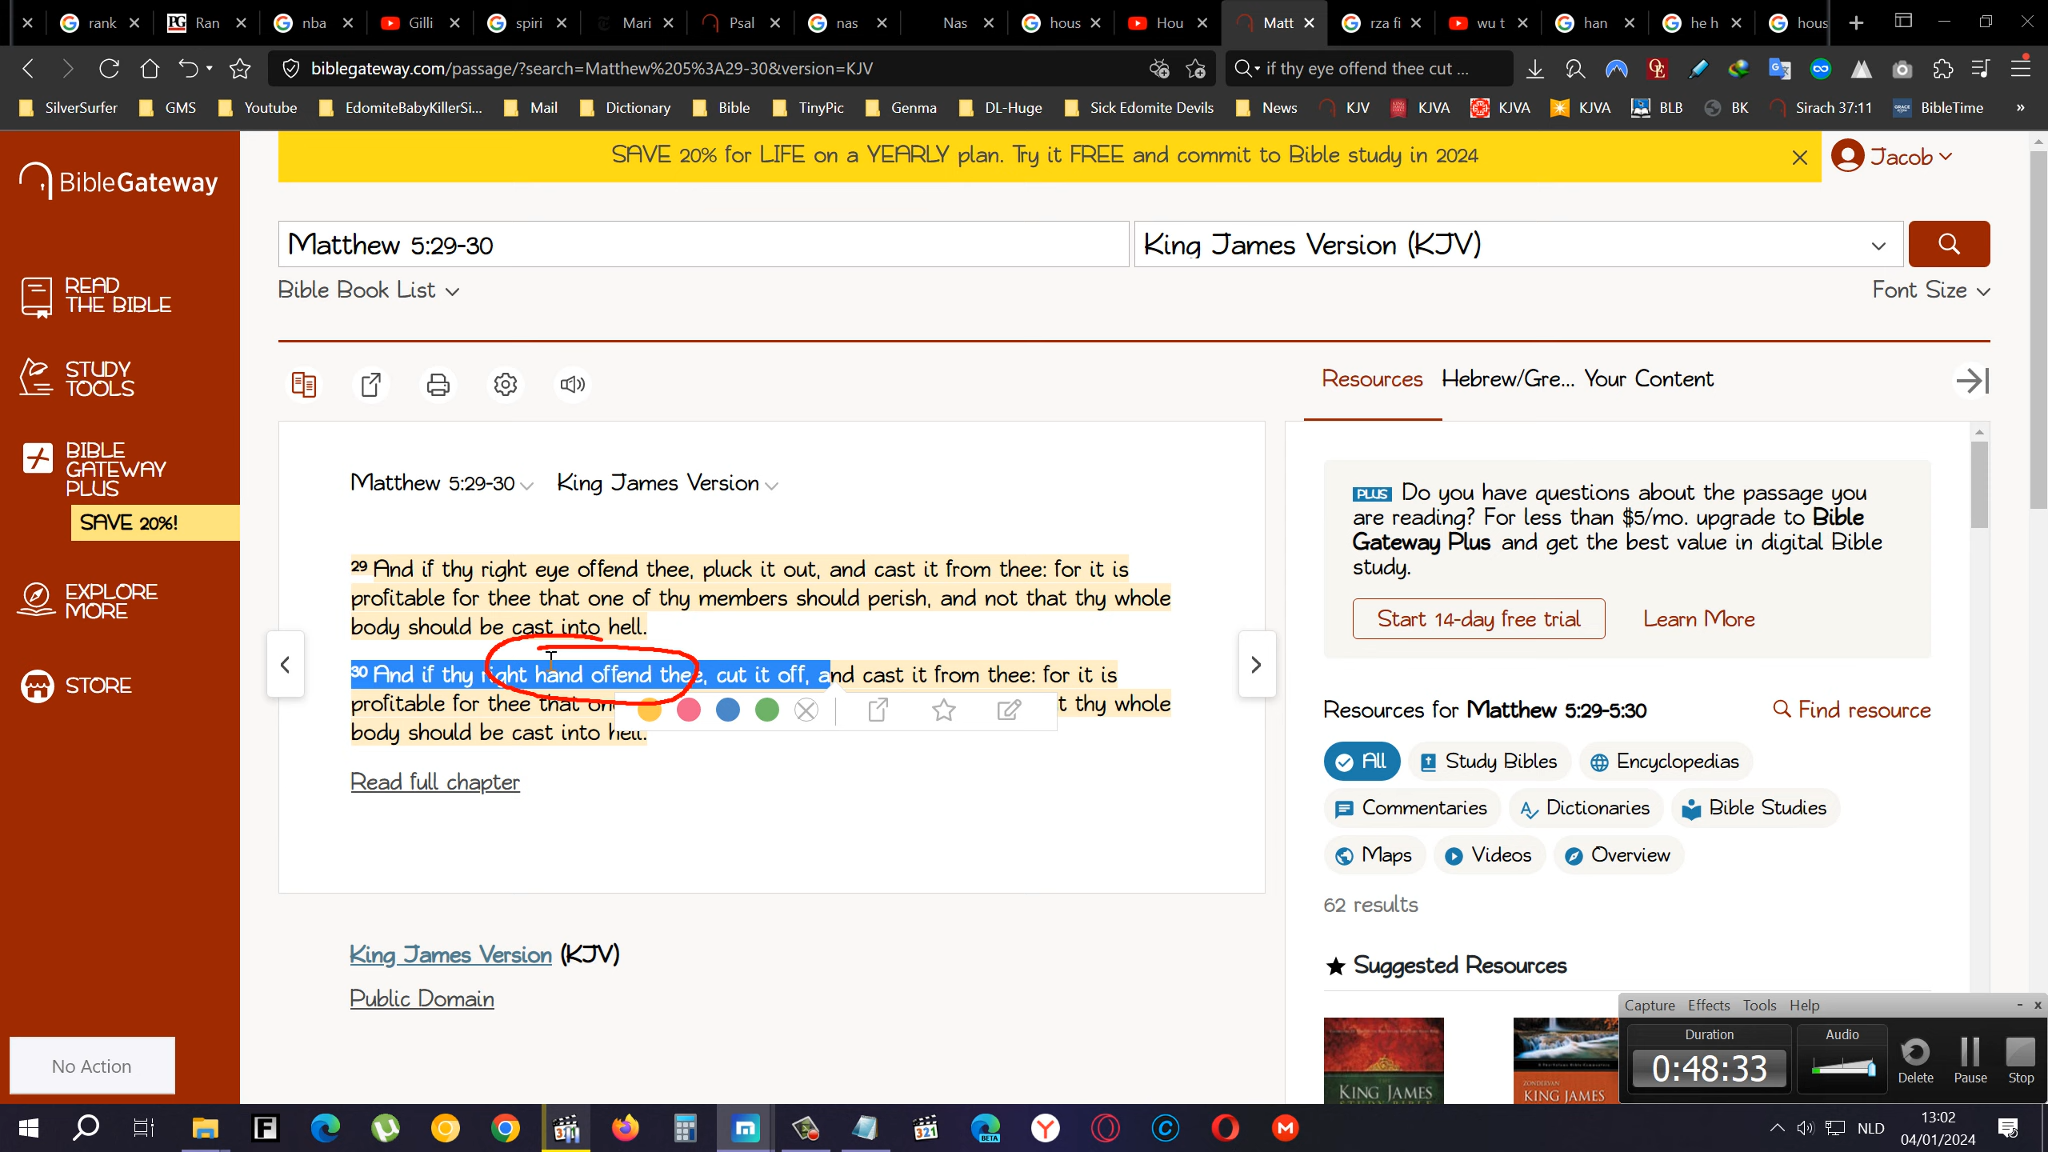 rank
Ran
nba
Gilli
spiri
Mari
Psal
nas
Nas
hous
Hou
Matt
rza fi
wu t
han
he h
hous
biblegateway.com/passage/?search=Matthew%205%3A29-30&version=KJV
if thy eye offend thee cut ...
SilverSurfer
GMS
Youtube
EdomiteBabyKillerSi...
Mail
Dictionary
Bible
TinyPic
Genma
DL-Huge
Sick Edomite Devils
News
KJV
KJVA
KJVA
KJVA
BLB
BK
Sirach 37:11
BibleTime
»
BibleGateway
SAVE 20% for LIFE on a YEARLY plan. Try it FREE and commit to Bible study in 2024
Jacob
Matthew 5:29-30
King James Version (KJV)
Bible Book List
Font Size
READ
THE BIBLE
STUDY
TOOLS
BIBLE
GATEWAY
PLUS
SAVE 20%!
EXPLORE
MORE
STORE
No Action
Matthew 5:29-30 King James Version
29 And if thy right eye offend thee, pluck it out, and cast it from thee: for it is
profitable for thee that one of thy members should perish, and not that thy whole
body should be cast into hell.
30 And if thy right hand offend thee, cut it off, and cast it from thee: for it is
profitable for thee that on t thy whole
body should be cast into hell.
Read full chapter
King James Version (KJV)
Public Domain
Resources
Hebrew/Gre...
Your Content
PLUS Do you have questions about the passage you
are reading? For less than $5/mo. upgrade to Bible
Gateway Plus and get the best value in digital Bible
study.
Start 14-day free trial
Learn More
Resources for Matthew 5:29-5:30
Find resource
All
Study Bibles
Encyclopedias
Commentaries
Dictionaries
Bible Studies
Maps
Videos
Overview
62 results
Suggested Resources
KING JAMES
ZONDERVAN
KING JAMES
Capture Effects Tools Help
Duration
0:48:33
Audio
Delete
Pause
Stop
NLD
13:02
04/01/2024